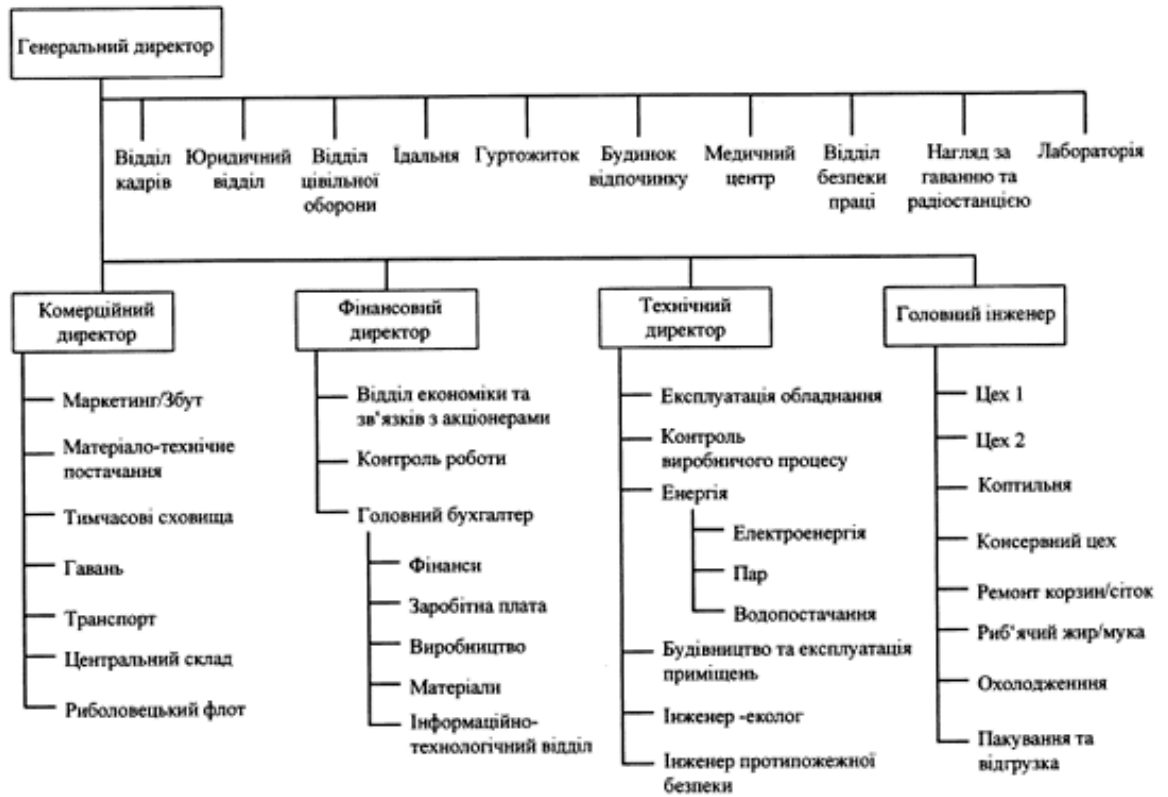 Генеральний директор
Відділ
кадрів
Юридичний
відділ
Відділ
цівільної
оборони
Їдальня
Гуртожиток
Будинок
відпочинку
Медичний
центр
Відділ
безпеки
праці
Нагляд за
гаванню та
радіостанцією
Лабораторія
Комерційний
директор
Маркетинг/Збут
Матеріало-технічне
постачання
Тимчасові сховища
Гавань
Транспорт
Центральний склад
Риболовецький флот
Фінансовий
директор
Відділ економіки та
зв'язків з акціонерами
Контроль роботи
Головний бухгалтер
Фінанси
Заробітна плата
Виробництво
Матеріали
Інформаційно-
технологічний відділ
Технічний
директор
Експлуатація обладнання
Контроль
виробничого процесу
Енергія
Електроенергія
Пар
Водопостачання
Будівництво та експлуатація
приміщень
Інженер -еколог
Інженер протипожежної
безпеки
Головний інженер
Цех 1
Цех 2
Коптильня
Консервний цех
Ремонт корзин/сіток
Риб'ячий жир/мука
Охолодженння
Пакування та
відгрузка